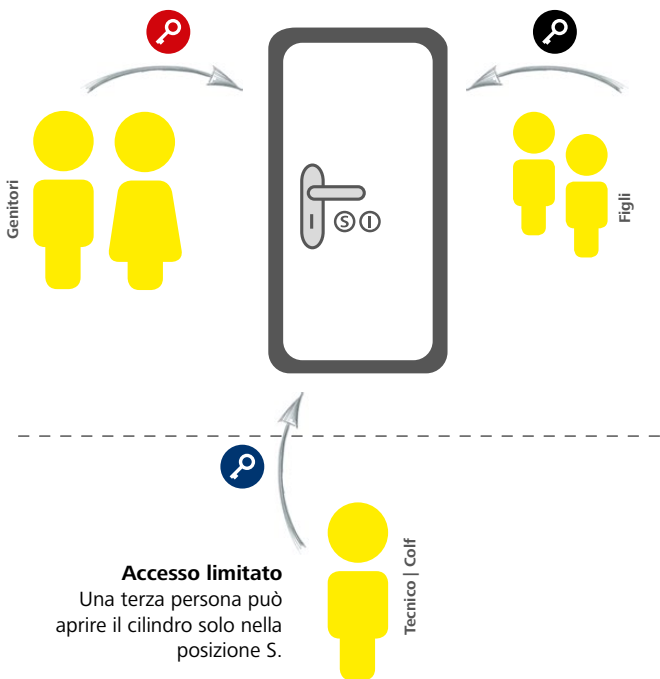 Genitori
S I
Figli
Accesso limitato
Una terza persona può
aprire il cilindro solo nella
posizione S.
Tecnico | Colf